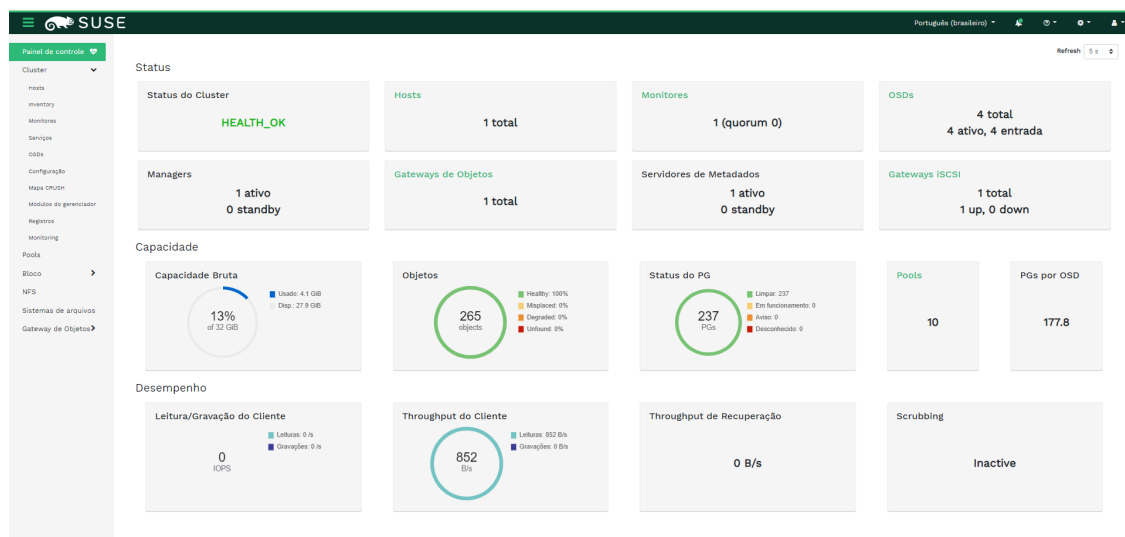 SUSE
Português (brasileiro)
Painel de controle
Refresh 5 s
Cluster
Hosts
Inventory
Monitores
Serviços
OSDs
Configuração
Mapa CRUSH
Módulos do gerenciador
Registros
Monitoring
Pools
Bloco
NFS
Sistemas de arquivos
Gateway de Objetos
Status
Status do Cluster
HEALTH_OK
Hosts
1 total
Monitores
1 (quorum 0)
OSDs
4 total
4 ativo, 4 entrada
Managers
1 ativo
0 standby
Gateways de Objetos
1 total
Servidores de Metadados
1 ativo
0 standby
Gateways iSCSI
1 total
1 up, 0 down
Capacidade
Capacidade Bruta
13%
of 32 GiB
Usado: 4.1 GiB
Disp.: 27.9 GiB
Objetos
265
objects
Healthy: 100%
Misplaced: 0%
Degraded: 0%
Unfound: 0%
Status do PG
237
PGs
Limpar: 237
Em funcionamento: 0
Aviso: 0
Desconhecido: 0
Pools
10
PGs por OSD
177.8
Desempenho
Leitura/Gravação do Cliente
0
IOPS
Leituras: 0 /s
Gravações: 0 /s
Throughput do Cliente
852
B/s
Leituras: 852 B/s
Gravações: 0 B/s
Throughput de Recuperação
0 B/s
Scrubbing
Inactive